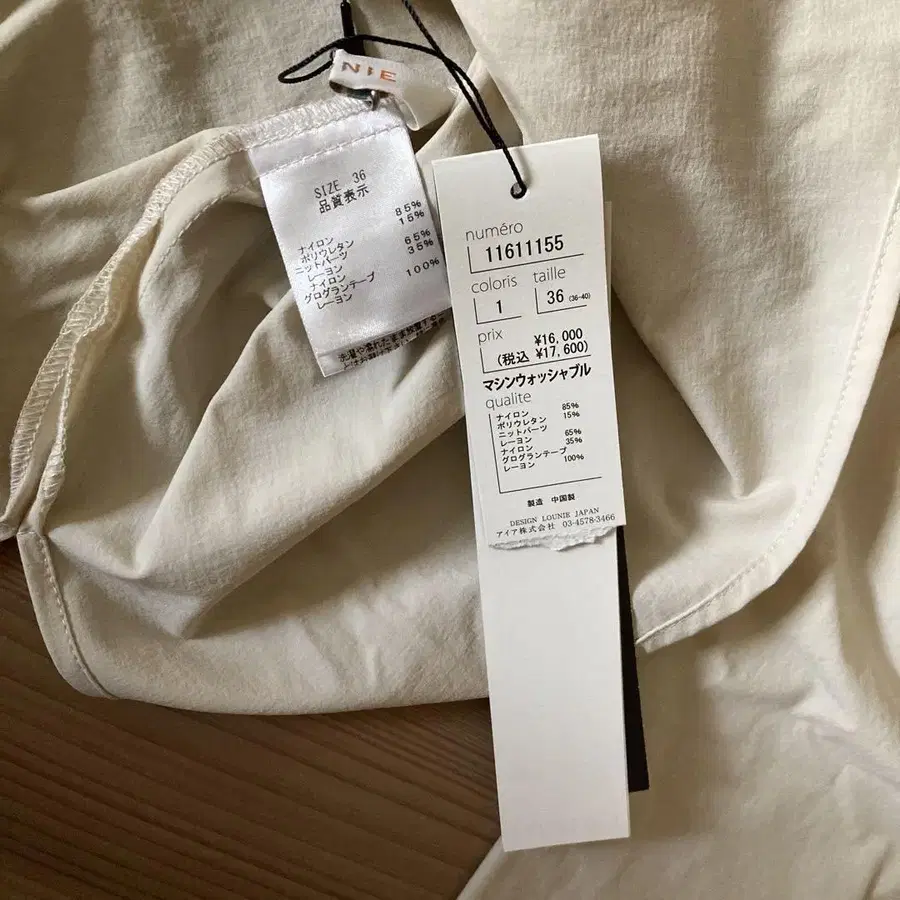 NIE
SIZE 36
品質表示
85%
15%
ナイロン
ポリウレタン 65%
ニットパーツ 35%
レーヨン
ナイロン 100%
グログランテープ
レーヨン
numéro
11611155
coloris taille
1 36 (36-40)
prix
¥16,000
(税込 ¥17,600)
マシンウォッシャブル
qualite
ナイロン 85%
ポリウレタン 15%
ニットパーツ
レーヨン 65%
ナイロン 35%
グログランテープ
レーヨン 100%
製造 中国製
DESIGN LOUNIE JAPAN
アイア株式会社 03-4578-3466